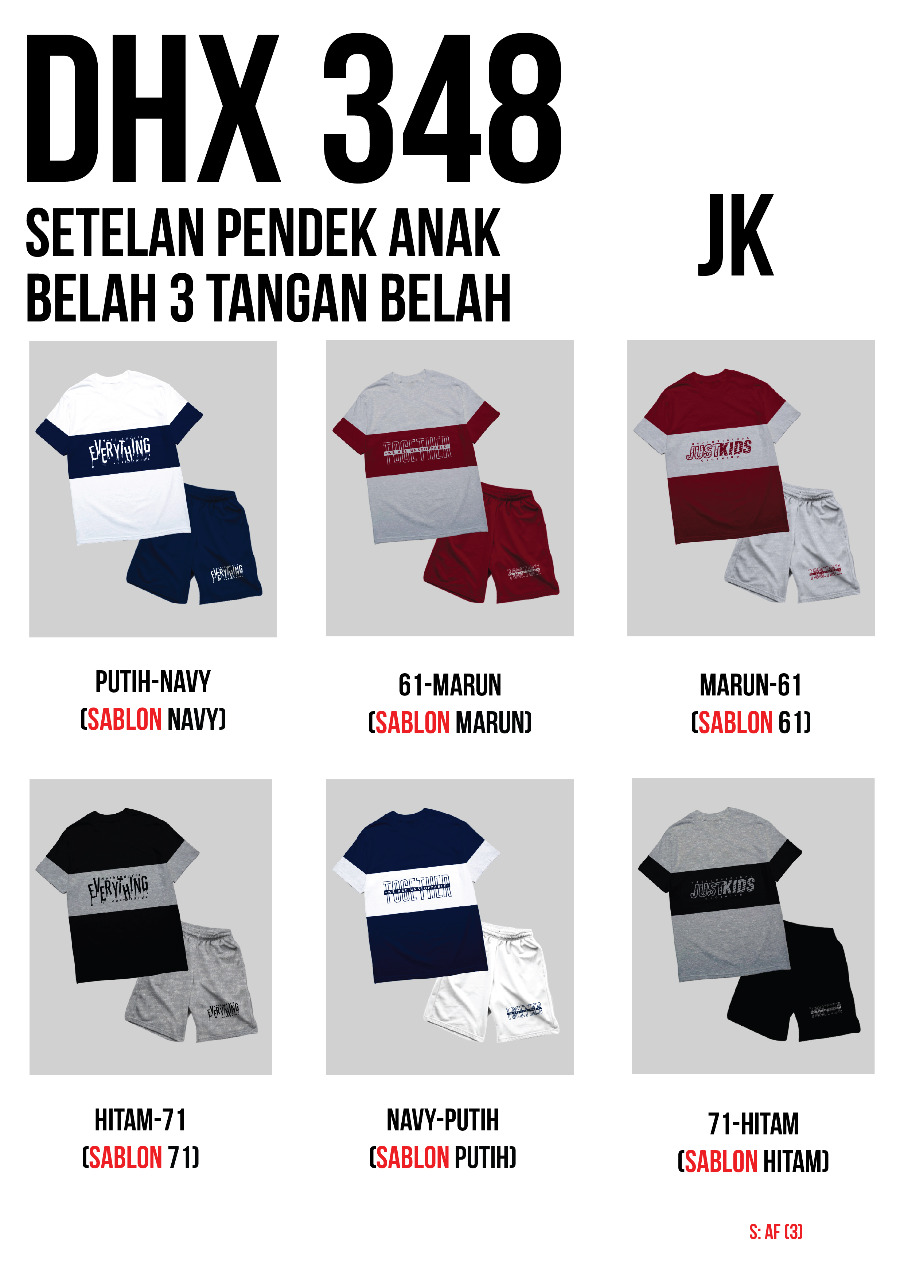 DHX 348
SETELAN PENDEK ANAK
BELAH 3 TANGAN BELAH
JK
EVERYTHING
EVERYTHING
TOGETHER
JUSTKIDS
PUTIH-NAVY
(SABLON NAVY)
61-MARUN
(SABLON MARUN)
MARUN-61
(SABLON 61)
EVERYTHING
EVERYTHING
TOGETHER
JUSTKIDS
HITAM-71
(SABLON 71)
NAVY-PUTIH
(SABLON PUTIH)
71-HITAM
(SABLON HITAM)
S: AF (3)